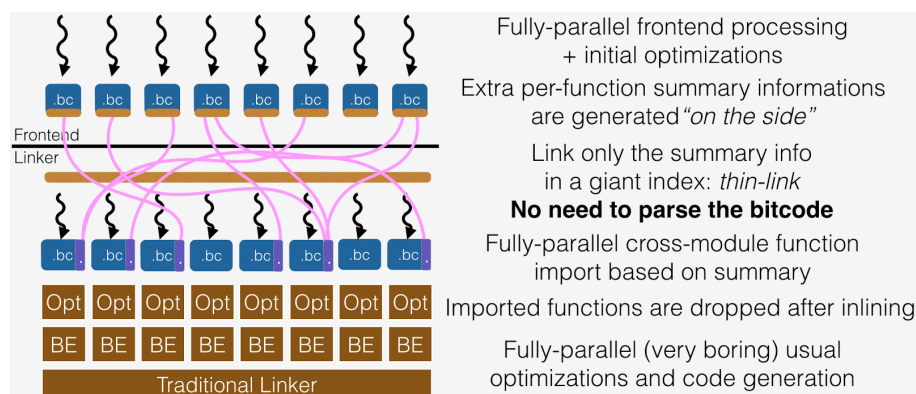 Fully-parallel frontend processing
+ initial optimizations
.bc .bc .bc .bc .bc .bc .bc .bc
Extra per-function summary informations
are generated “on the side”
Frontend
Linker
Link only the summary info
in a giant index: thin-link
No need to parse the bitcode
.bc .bc .bc .bc .bc .bc .bc .bc
Fully-parallel cross-module function
import based on summary
Opt Opt Opt Opt Opt Opt Opt Opt
Imported functions are dropped after inlining
BE BE BE BE BE BE BE BE
Fully-parallel (very boring) usual
optimizations and code generation
Traditional Linker